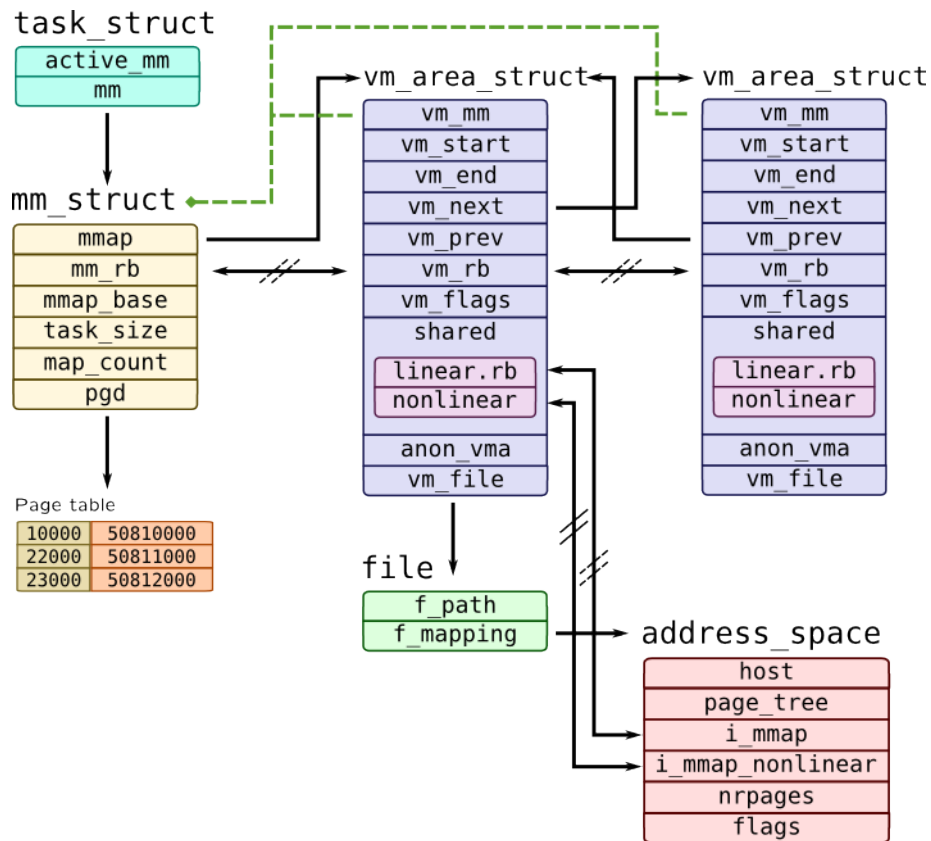 task_struct
active_mm
mm
mm_struct
mmap
mm_rb
mmap_base
task_size
map_count
pgd
Page table
10000 50810000
22000 50811000
23000 50812000
vm_area_struct
vm_mm
vm_start
vm_end
vm_next
vm_prev
vm_rb
vm_flags
shared
linear.rb
nonlinear
anon_vma
vm_file
vm_area_struct
vm_mm
vm_start
vm_end
vm_next
vm_prev
vm_rb
vm_flags
shared
linear.rb
nonlinear
anon_vma
vm_file
file
f_path
f_mapping
address_space
host
page_tree
i_mmap
i_mmap_nonlinear
nrpages
flags